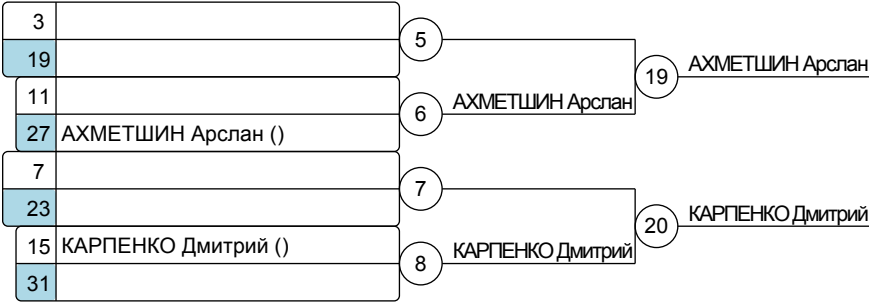 3
5
19
19 АХМЕТШИН Арслан
11
6 АХМЕТШИН Арслан
27 АХМЕТШИН Арслан ()
7
7
23
20 КАРПЕНКО Дмитрий
15 КАРПЕНКО Дмитрий ()
8 КАРПЕНКО Дмитрий
31